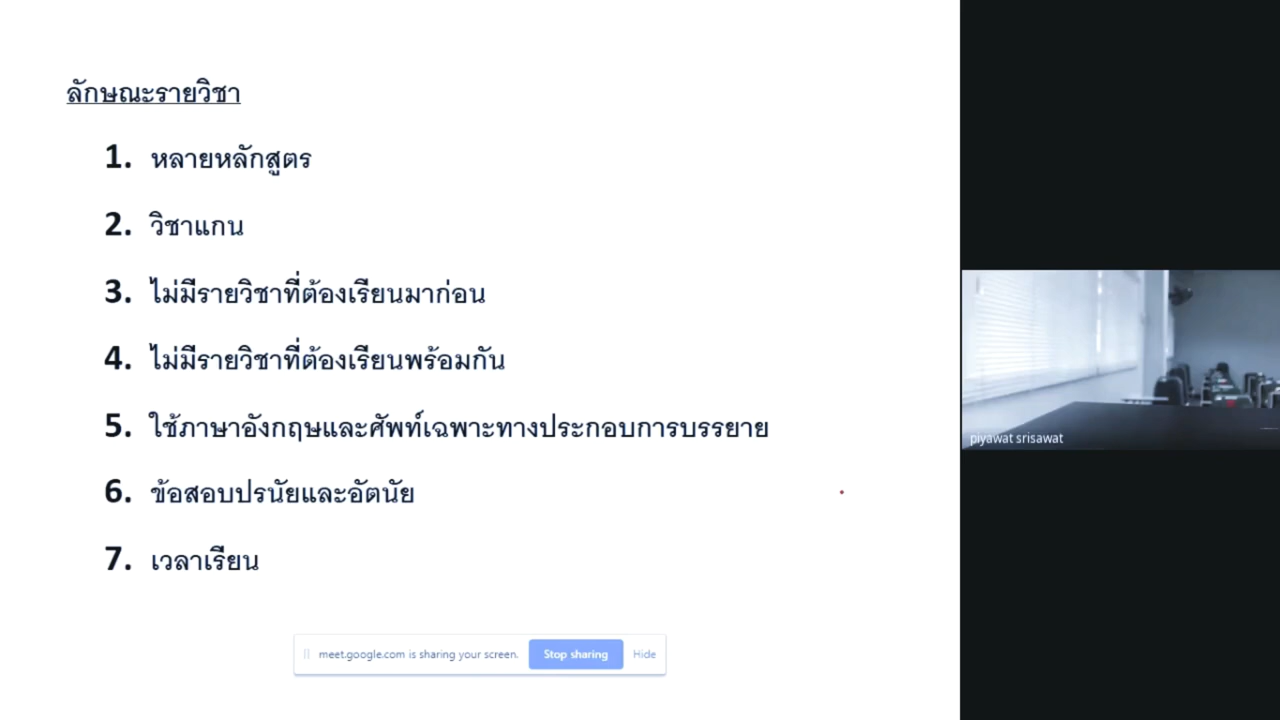 ลักษณะรายวิชา
1. หลายหลักสูตร
2. วิชาแกน
3. ไม่มีรายวิชาที่ต้องเรียนมาก่อน
4. ไม่มีรายวิชาที่ต้องเรียนพร้อมกัน
5. ใช้ภาษาอังกฤษและศัพท์เฉพาะทางประกอบการบรรยาย
6. ข้อสอบปรนัยและอัตนัย
7. เวลาเรียน
meet.google.com is sharing your screen. Stop sharing Hide
piyawat srisawat